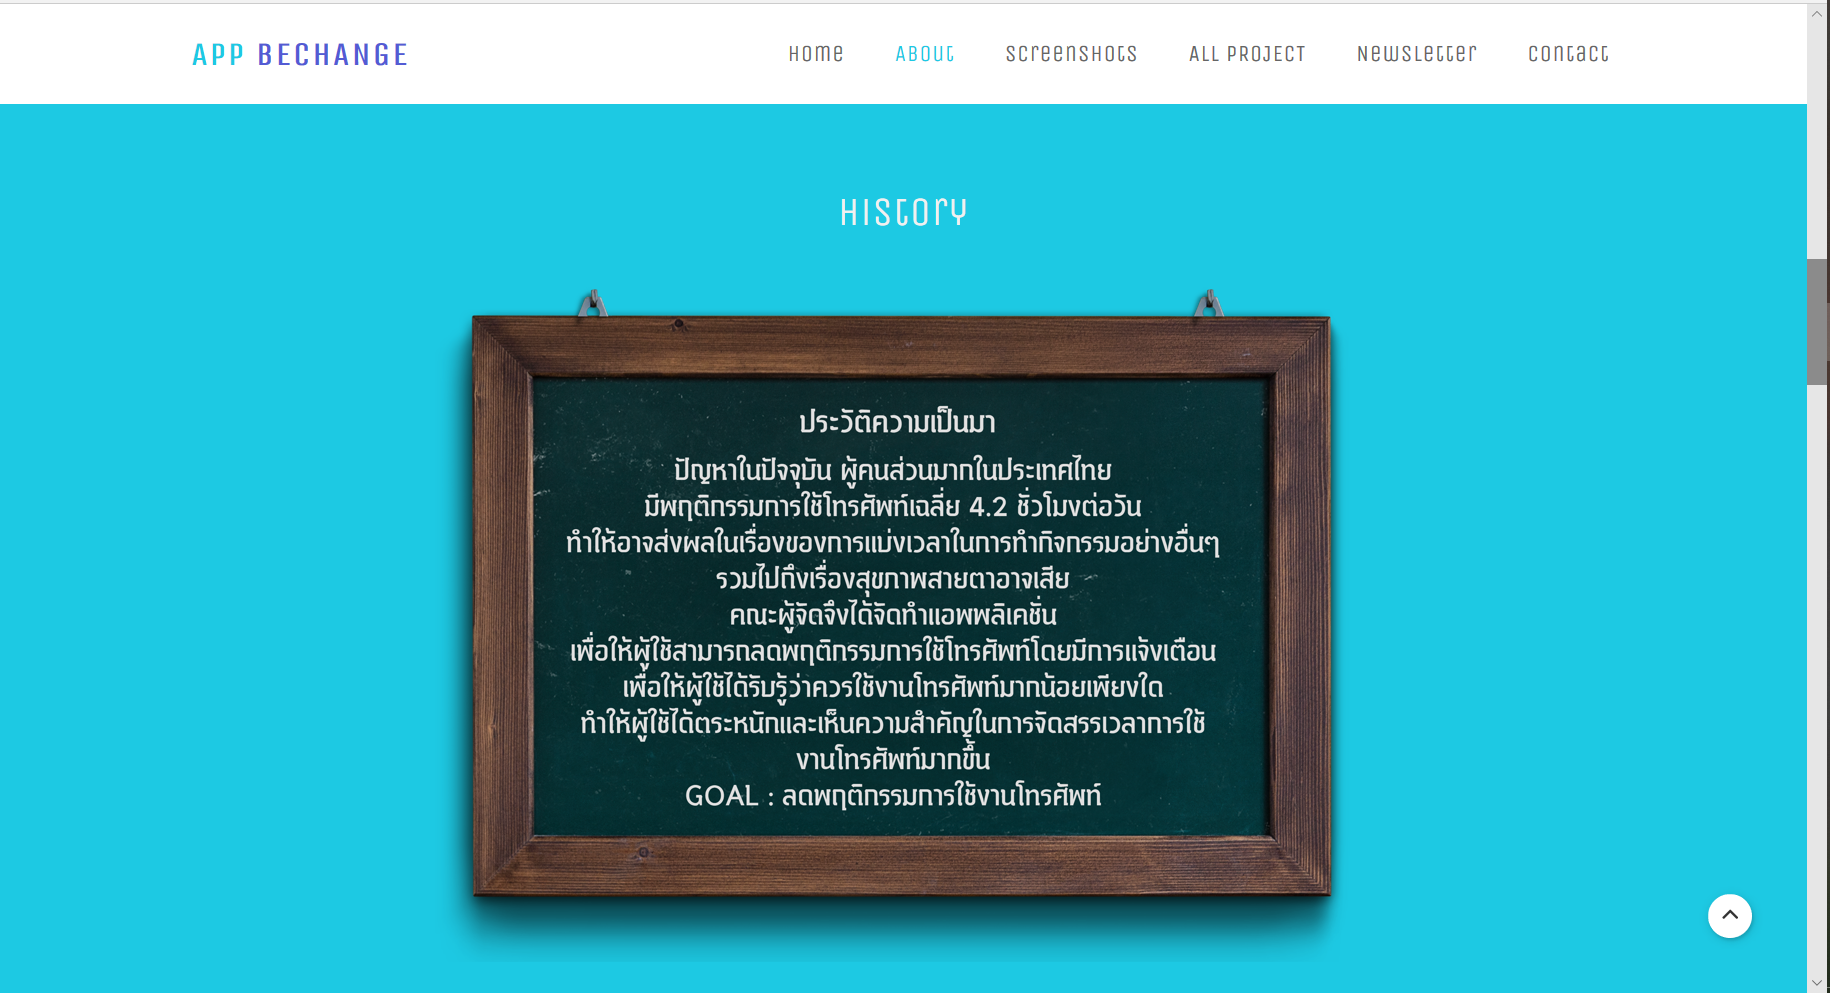 APP BECHANGE
Home ABOUT Screenshots ALL PROJECT Newsletter Contact
HISTORY
ประวัติความเป็นมา
ปัญหาในปัจจุบัน ผู้คนส่วนมากในประเทศไทย
มีพฤติกรรมการใช้โทรศัพท์เฉลี่ย 4.2 ชั่วโมงต่อวัน
ทำให้อาจส่งผลในเรื่องของการแบ่งเวลาในการทำกิจกรรมอย่างอื่นๆ
รวมไปถึงเรื่องสุขภาพสายตาอาจเสีย
คณะผู้จัดจึงได้จัดทำแอพพลิเคชั่น
เพื่อให้ผู้ใช้สามารถลดพฤติกรรมการใช้โทรศัพท์โดยมีการแจ้งเตือน
เพื่อให้ผู้ใช้ได้รับรู้ว่าควรใช้งานโทรศัพท์มากน้อยเพียงใด
ทำให้ผู้ใช้ได้ตระหนักและเห็นความสำคัญในการจัดสรรเวลาการใช้
งานโทรศัพท์มากขึ้น
GOAL : ลดพฤติกรรมการใช้งานโทรศัพท์